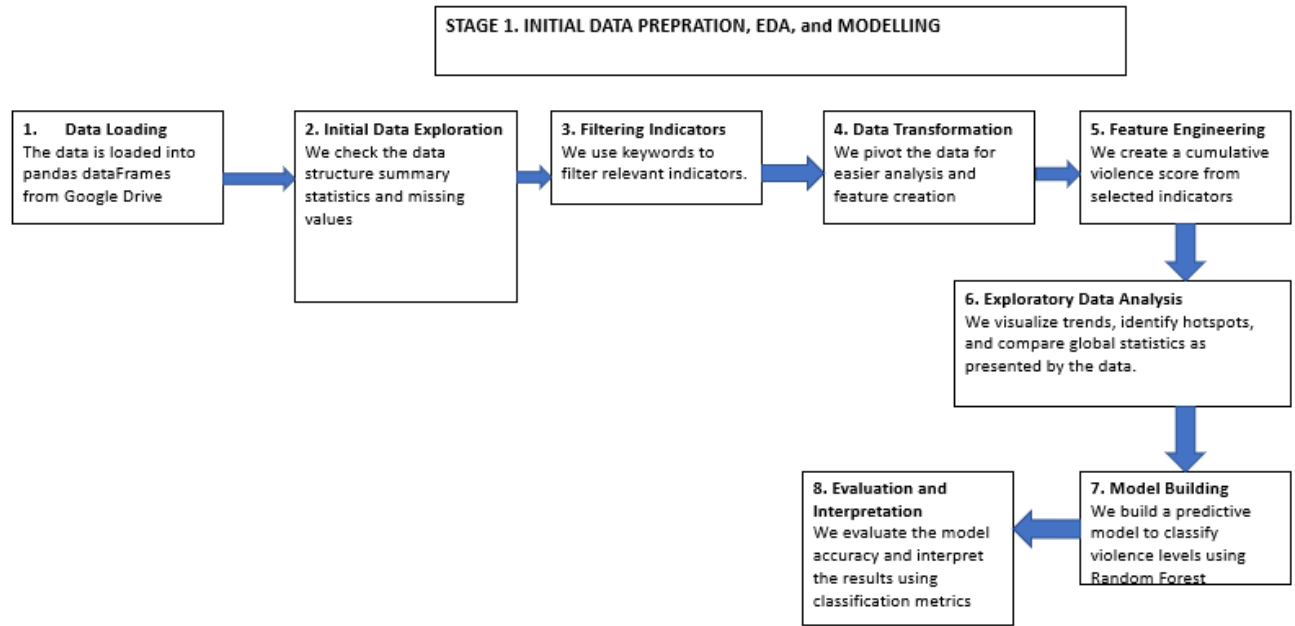 STAGE 1. INITIAL DATA PREPRATION, EDA, and MODELLING
1. Data Loading
The data is loaded into
pandas dataFrames
from Google Drive
2. Initial Data Exploration
We check the data
structure summary
statistics and missing
values
3. Filtering Indicators
We use keywords to
filter relevant indicators.
4. Data Transformation
We pivot the data for
easier analysis and
feature creation
5. Feature Engineering
We create a cumulative
violence score from
selected indicators
6. Exploratory Data Analysis
We visualize trends, identify hotspots,
and compare global statistics as
presented by the data.
7. Model Building
We build a predictive
model to classify
violence levels using
Random Forest
8. Evaluation and
Interpretation
We evaluate the model
accuracy and interpret
the results using
classification metrics